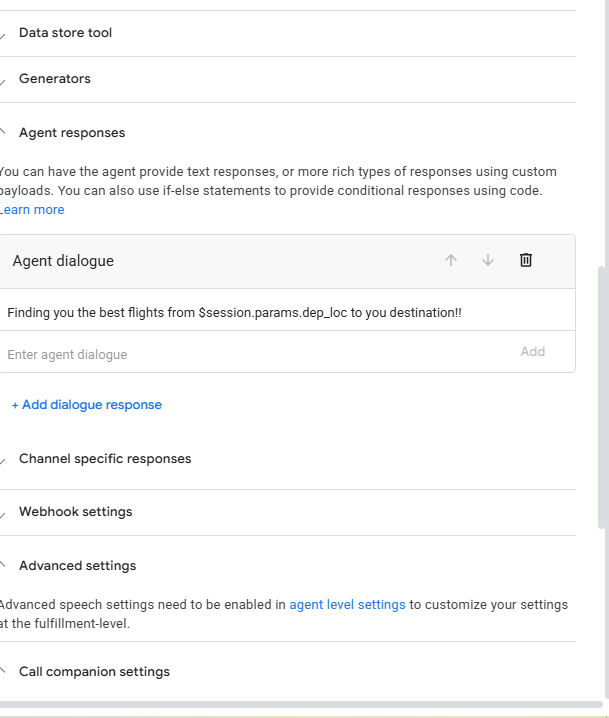 Data store tool
Generators
Agent responses
You can have the agent provide text responses, or more rich types of responses using custom
payloads. You can also use if-else statements to provide conditional responses using code.
Learn more
Agent dialogue
Finding you the best flights from $session.params.dep_loc to you destination!!
Enter agent dialogue
Add
+ Add dialogue response
Channel specific responses
Webhook settings
Advanced settings
Advanced speech settings need to be enabled in agent level settings to customize your settings
at the fulfillment-level.
Call companion settings